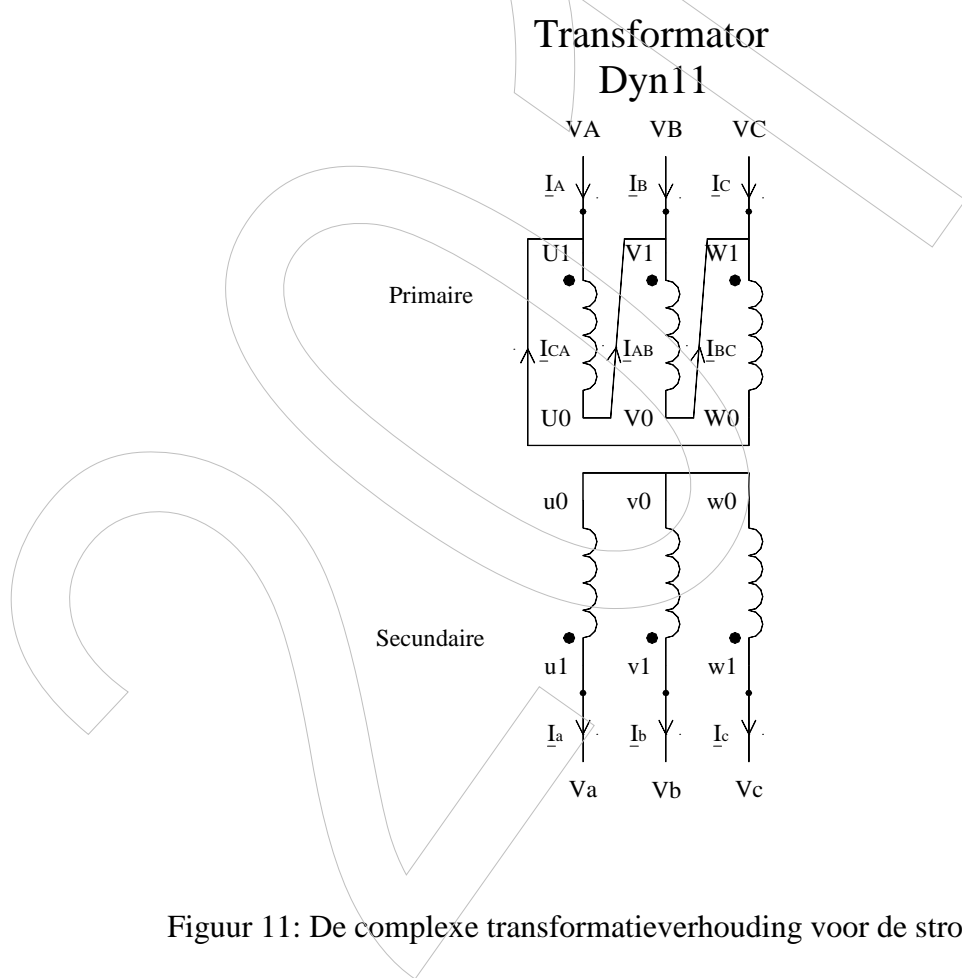 Transformator
Dyn11
VA VB VC
IA IB IC
U1 V1 W1
Primaire
ICA IAB IBC
U0 V0 W0
u0 v0 w0
Secundaire
u1 v1 w1
Ia Ib Ic
Va Vb Vc
Figuur 11: De complexe transformatieverhouding voor de stro